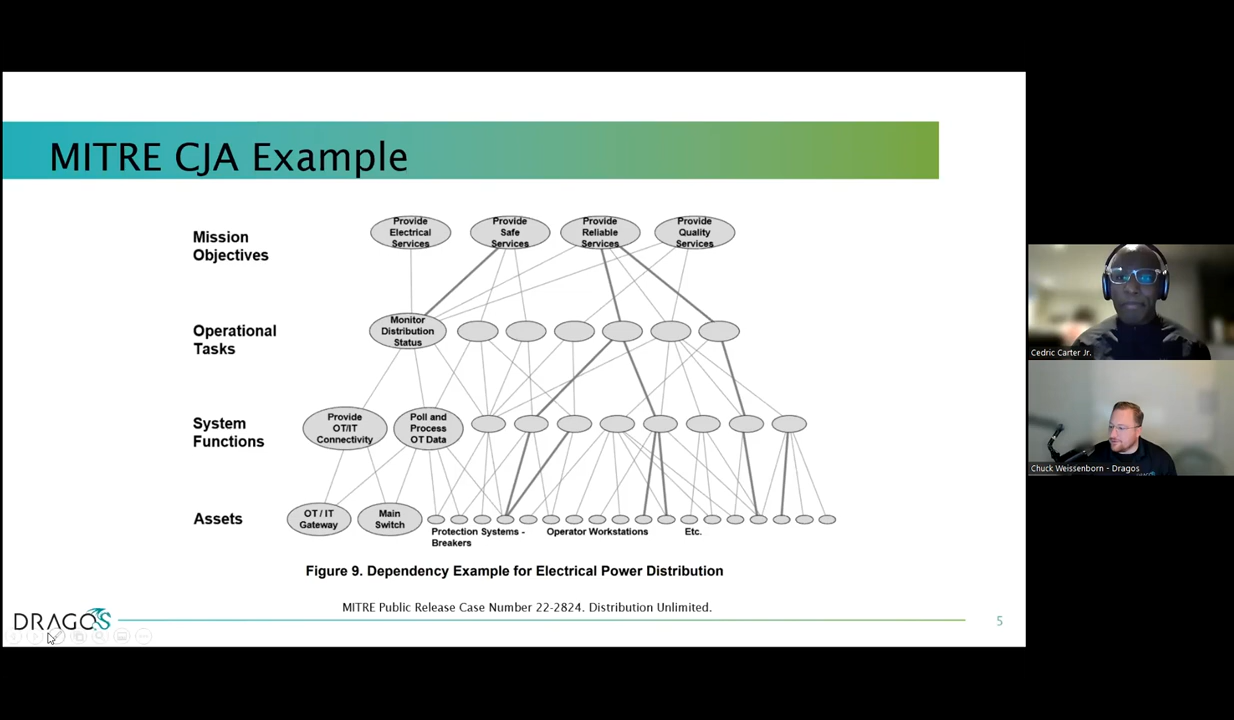 MITRE CJA Example
Mission
Objectives
Provide
Electrical
Services
Provide
Safe
Services
Provide
Reliable
Services
Provide
Quality
Services
Operational
Tasks
Monitor
Distribution
Status
System
Functions
Provide
OT/IT
Connectivity
Poll and
Process
OT Data
Assets
OT / IT
Gateway
Main
Switch
Protection Systems -
Breakers
Operator Workstations
Etc.
Figure 9. Dependency Example for Electrical Power Distribution
MITRE Public Release Case Number 22-2824. Distribution Unlimited.
DRAGOS
5
Cedric Carter Jr.
Chuck Weissenborn - Dragos